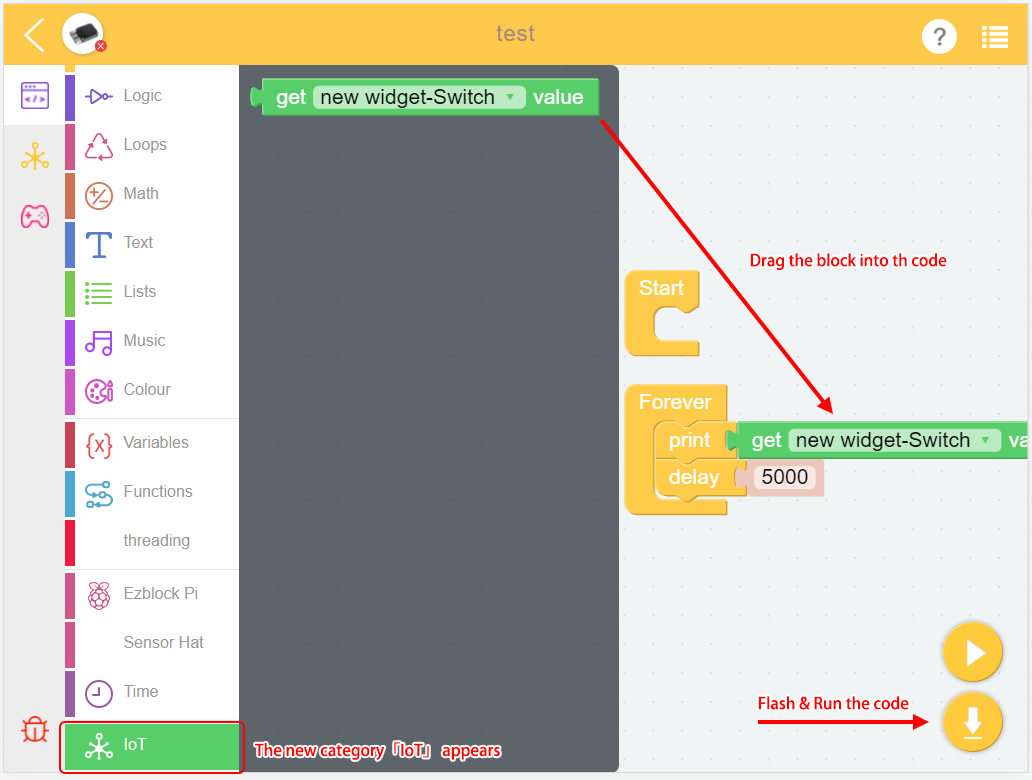 test
?
Logic
Loops
Math
Text
Lists
Music
Colour
Variables
Functions
threading
Ezblock Pi
Sensor Hat
Time
IoT
get new widget-Switch value
Drag the block into th code
Start
Forever
print get new widget-Switch va
delay 5000
Flash & Run the code
The new category「IoT」 appears